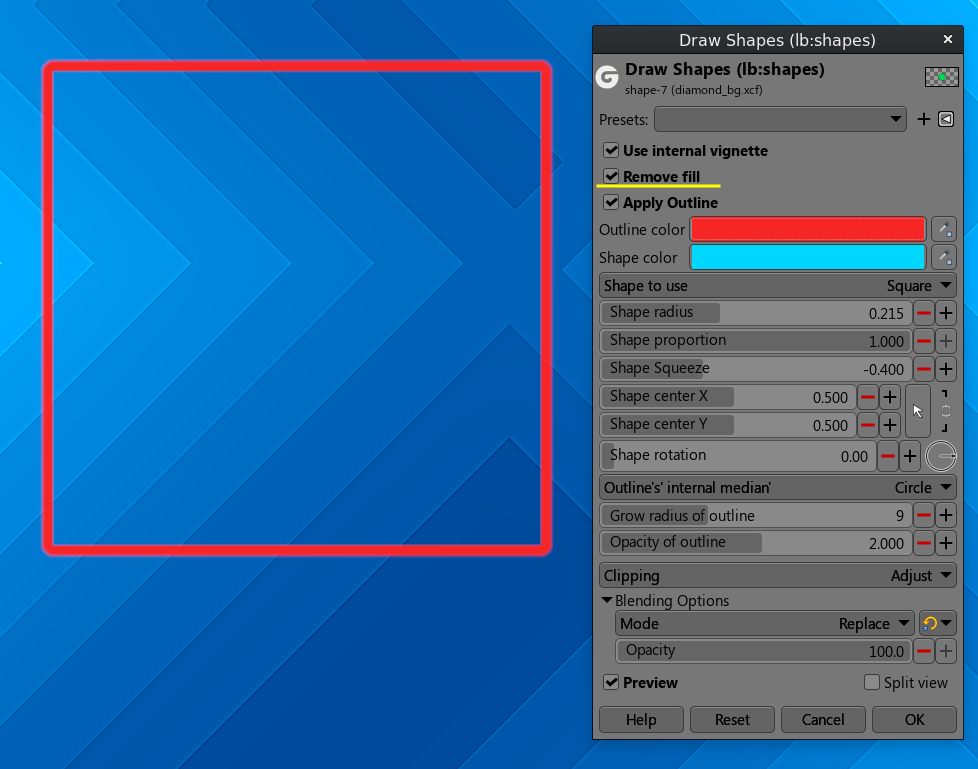 Draw Shapes (lb:shapes)
Draw Shapes (lb:shapes)
shape-7 (diamond_bg.xcf)
Presets:
Use internal vignette
Remove fill
Apply Outline
Outline color
Shape color
Shape to use Square
Shape radius 0.215
Shape proportion 1.000
Shape Squeeze -0.400
Shape center X 0.500
Shape center Y 0.500
Shape rotation 0.00
Outline's' internal median' Circle
Grow radius of outline 9
Opacity of outline 2.000
Clipping Adjust
Blending Options
Mode Replace
Opacity 100.0
Preview Split view
Help Reset Cancel OK